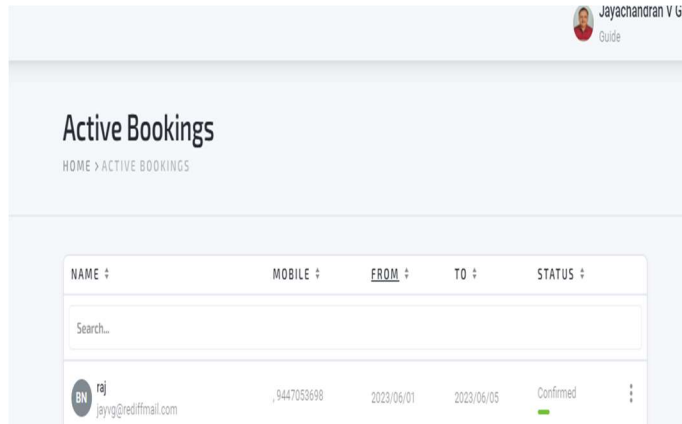 Jayachandran V G
Guide
Active Bookings
HOME > ACTIVE BOOKINGS
NAME MOBILE FROM TO STATUS
Search...
BN raj , 9447053698 2023/06/01 2023/06/05 Confirmed
jayvg@rediffmail.com